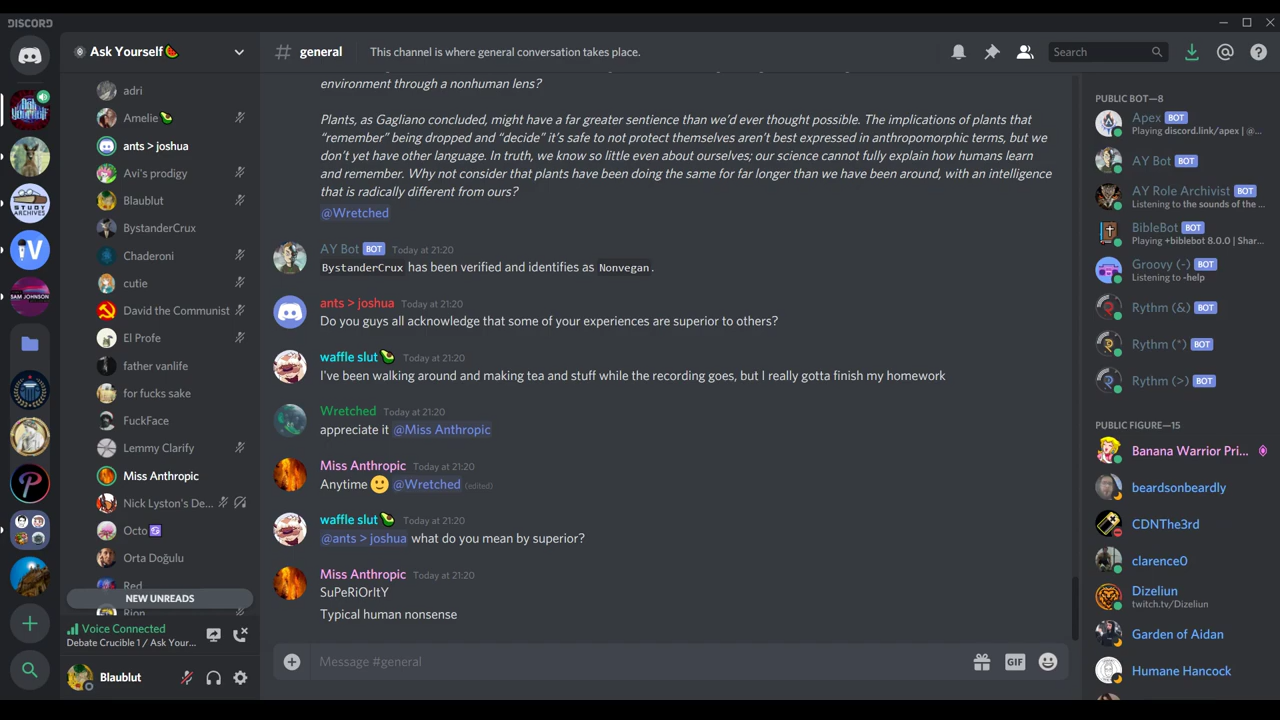 DISCORD
Ask Yourself🍉
general
This channel is where general conversation takes place.
Search
adri
Amelie🥑
ants > joshua
Avi's prodigy
Blaublut
BystanderCrux
Chaderoni
cutie
David the Communist
El Profe
father vanlife
for fucks sake
FuckFace
Lemmy Clarify
Miss Anthropic
Nick Lyston's De...
Octo
Orta Doğulu
Red
NEW UNREADS
Rion
Voice Connected
Debate Crucible 1 / Ask Your...
Blaublut
environment through a nonhuman lens?
Plants, as Gagliano concluded, might have a far greater sentience than we'd ever thought possible. The implications of plants that
"remember" being dropped and "decide" it's safe to not protect themselves aren't best expressed in anthropomorphic terms, but we
don't yet have other language. In truth, we know so little even about ourselves; our science cannot fully explain how humans learn
and remember. Why not consider that plants have been doing the same for far longer than we have been around, with an intelligence
that is radically different from ours?
@Wretched
AY Bot BOT Today at 21:20
BystanderCrux has been verified and identifies as Nonvegan.
ants > joshua Today at 21:20
Do you guys all acknowledge that some of your experiences are superior to others?
waffle slut🥑 Today at 21:20
I've been walking around and making tea and stuff while the recording goes, but I really gotta finish my homework
Wretched Today at 21:20
appreciate it @Miss Anthropic
Miss Anthropic Today at 21:20
Anytime 🙂 @Wretched (edited)
waffle slut🥑 Today at 21:20
@ants > joshua what do you mean by superior?
Miss Anthropic Today at 21:20
SuPeRiOrItY
Typical human nonsense
Message #general
GIF
PUBLIC BOT—8
Apex BOT
Playing discord.link/apex | @...
AY Bot BOT
AY Role Archivist BOT
Listening to the sounds of the ...
BibleBot BOT
Playing +biblebot 8.0.0 | Shar...
Groovy (-) BOT
Listening to -help
Rythm (&) BOT
Rythm (*) BOT
Rythm (>) BOT
PUBLIC FIGURE—15
Banana Warrior Pri...
beardsonbeardly
CDNThe3rd
clarence0
Dizeliun
twitch.tv/Dizeliun
Garden of Aidan
Humane Hancock
SAM JOHNSON
STUDY
ARCHIVES